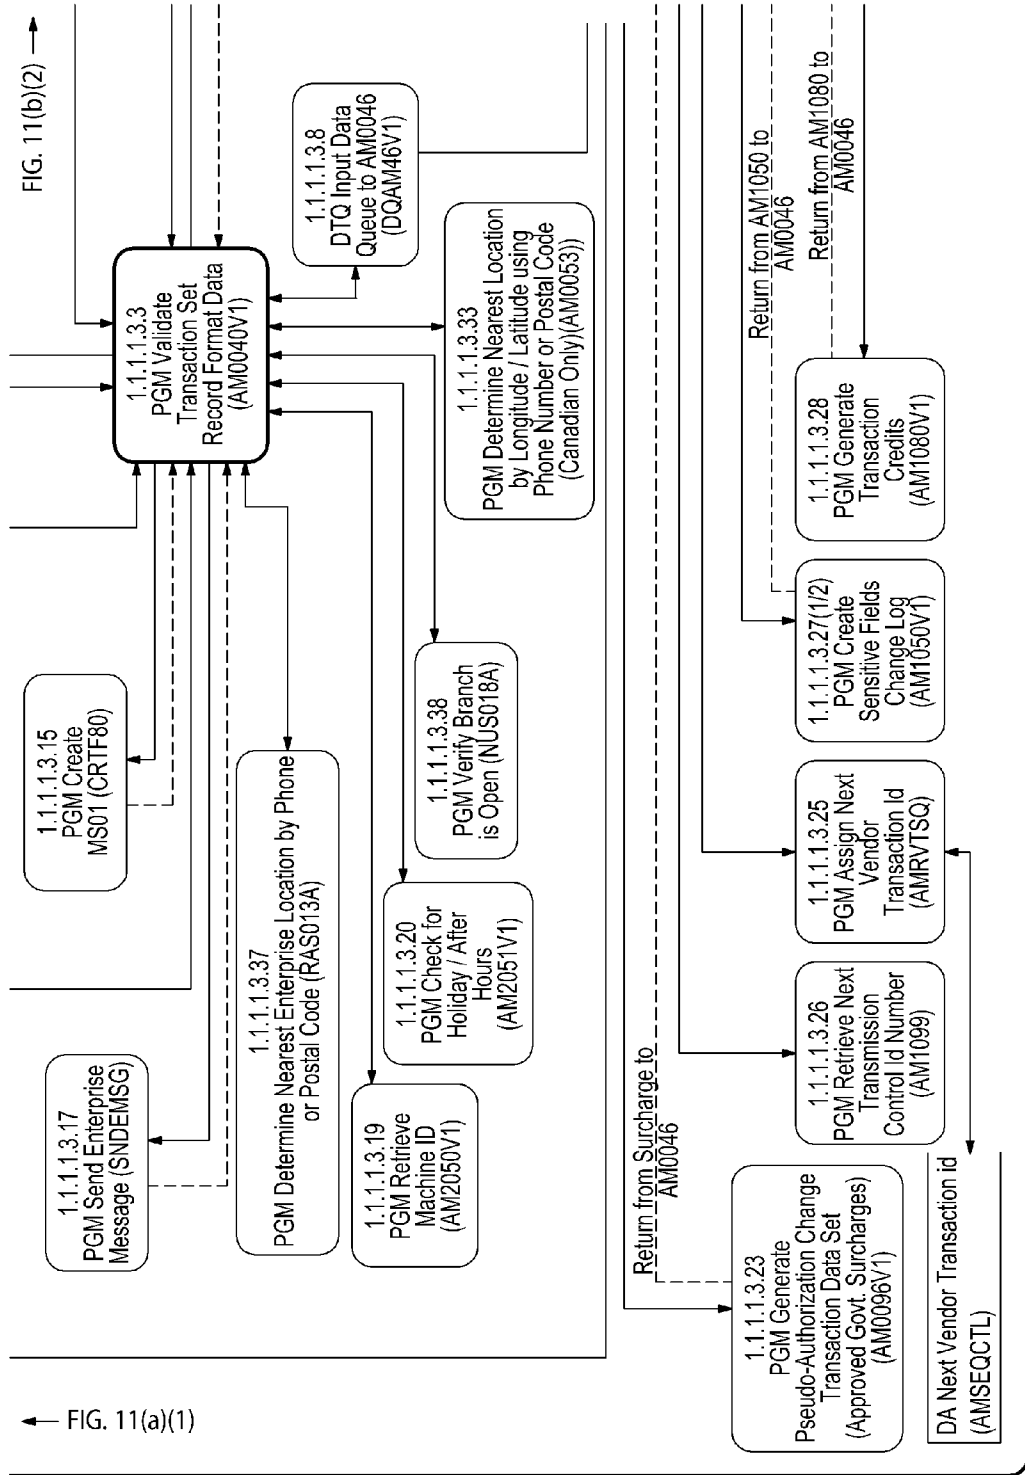 FIG. 11(b)(2)
FIG. 11(a)(1)
1.1.1.1.3.17
PGM Send Enterprise
Message (SNDEMSG)
1.1.1.1.3.15
PGM Create
MS01 (CRTF80)
1.1.1.1.3.3
PGM Validate
Transaction Set
Record Format Data
(AM0040V1)
1.1.1.1.3.37
PGM Determine Nearest Enterprise Location by Phone
or Postal Code (RAS013A)
1.1.1.1.3.8
DTQ Input Data
Queue to AM0046
(DQAM46V1)
1.1.1.1.3.19
PGM Retrieve
Machine ID
(AM2050V1)
1.1.1.1.3.20
PGM Check for
Holiday / After
Hours
(AM2051V1)
1.1.1.1.3.38
PGM Verify Branch
is Open (NUS018A)
1.1.1.1.3.33
PGM Determine Nearest Location
by Longitude / Latitude using
Phone Number or Postal Code
(Canadian Only)(AM0053))
Return from Surcharge to
AM0046
Return from AM1050 to
AM0046
Return from AM1080 to
AM0046
1.1.1.1.3.23
PGM Generate
Pseudo-Authorization Change
Transaction Data Set
(Approved Govt. Surcharges)
(AM0096V1)
1.1.1.1.3.26
PGM Retrieve Next
Transmission
Control Id Number
(AM1099)
1.1.1.1.3.25
PGM Assign Next
Vendor
Transaction Id
(AMRVTSQ)
1.1.1.1.3.27(1/2)
PGM Create
Sensitive Fields
Change Log
(AM1050V1)
1.1.1.1.3.28
PGM Generate
Transaction
Credits
(AM1080V1)
DA Next Vendor Transaction id
(AMSEQCTL)